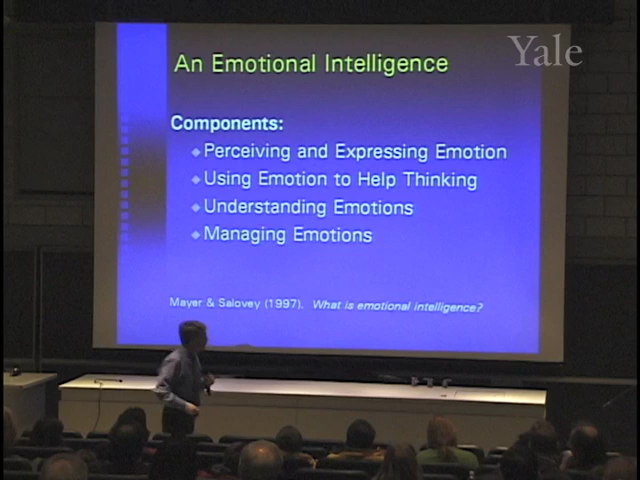 Yale
An Emotional Intelligence
Components:
Perceiving and Expressing Emotion
Using Emotion to Help Thinking
Understanding Emotions
Managing Emotions
Mayer & Salovey (1997). What is emotional intelligence?